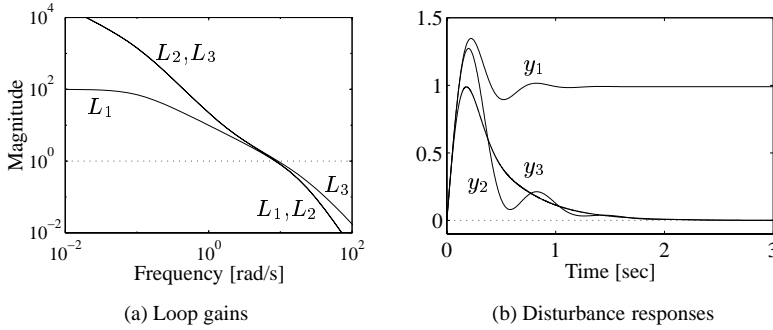 10^4
10^2
10^0
10^{-2}
Magnitude
L_2, L_3
L_1
L_3
L_1, L_2
10^{-2}
10^0
10^2
Frequency [rad/s]
(a) Loop gains
1.5
1
0.5
0
y_1
y_3
y_2
0
1
2
3
Time [sec]
(b) Disturbance responses